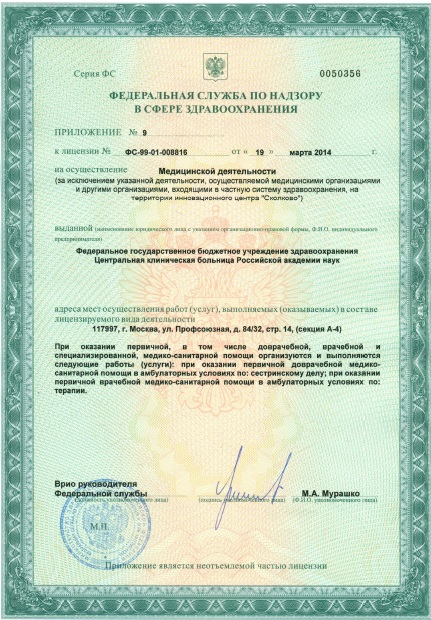 Серия ФС
0050356
ФЕДЕРАЛЬНАЯ СЛУЖБА ПО НАДЗОРУ
В СФЕРЕ ЗДРАВООХРАНЕНИЯ
ПРИЛОЖЕНИЕ № 9
к лицензии № ФС-99-01-008816 от « 19 » марта 2014 г.
на осуществление Медицинской деятельности
(за исключением указанной деятельности, осуществляемой медицинскими организациями
и другими организациями, входящими в частную систему здравоохранения, на
территории инновационного центра "Сколково")
выданной (наименование юридического лица с указанием организационно-правовой формы, Ф.И.О. индивидуального
предпринимателя)
Федеральное государственное бюджетное учреждение здравоохранения
Центральная клиническая больница Российской академии наук
адреса мест осуществления работ (услуг), выполняемых (оказываемых) в составе
лицензируемого вида деятельности
117997, г. Москва, ул. Профсоюзная, д. 84/32, стр. 14, (секция А-4)
При оказании первичной, в том числе доврачебной, врачебной и
специализированной, медико-санитарной помощи организуются и выполняются
следующие работы (услуги): при оказании первичной доврачебной медико-
санитарной помощи в амбулаторных условиях по: сестринскому делу; при оказании
первичной врачебной медико-санитарной помощи в амбулаторных условиях по:
терапии.
Врио руководителя
Федеральной службы М.А. Мурашко
(должность уполномоченного лица) (подпись уполномоченного лица) (Ф.И.О. уполномоченного лица)
М.П.
Приложение является неотъемлемой частью лицензии